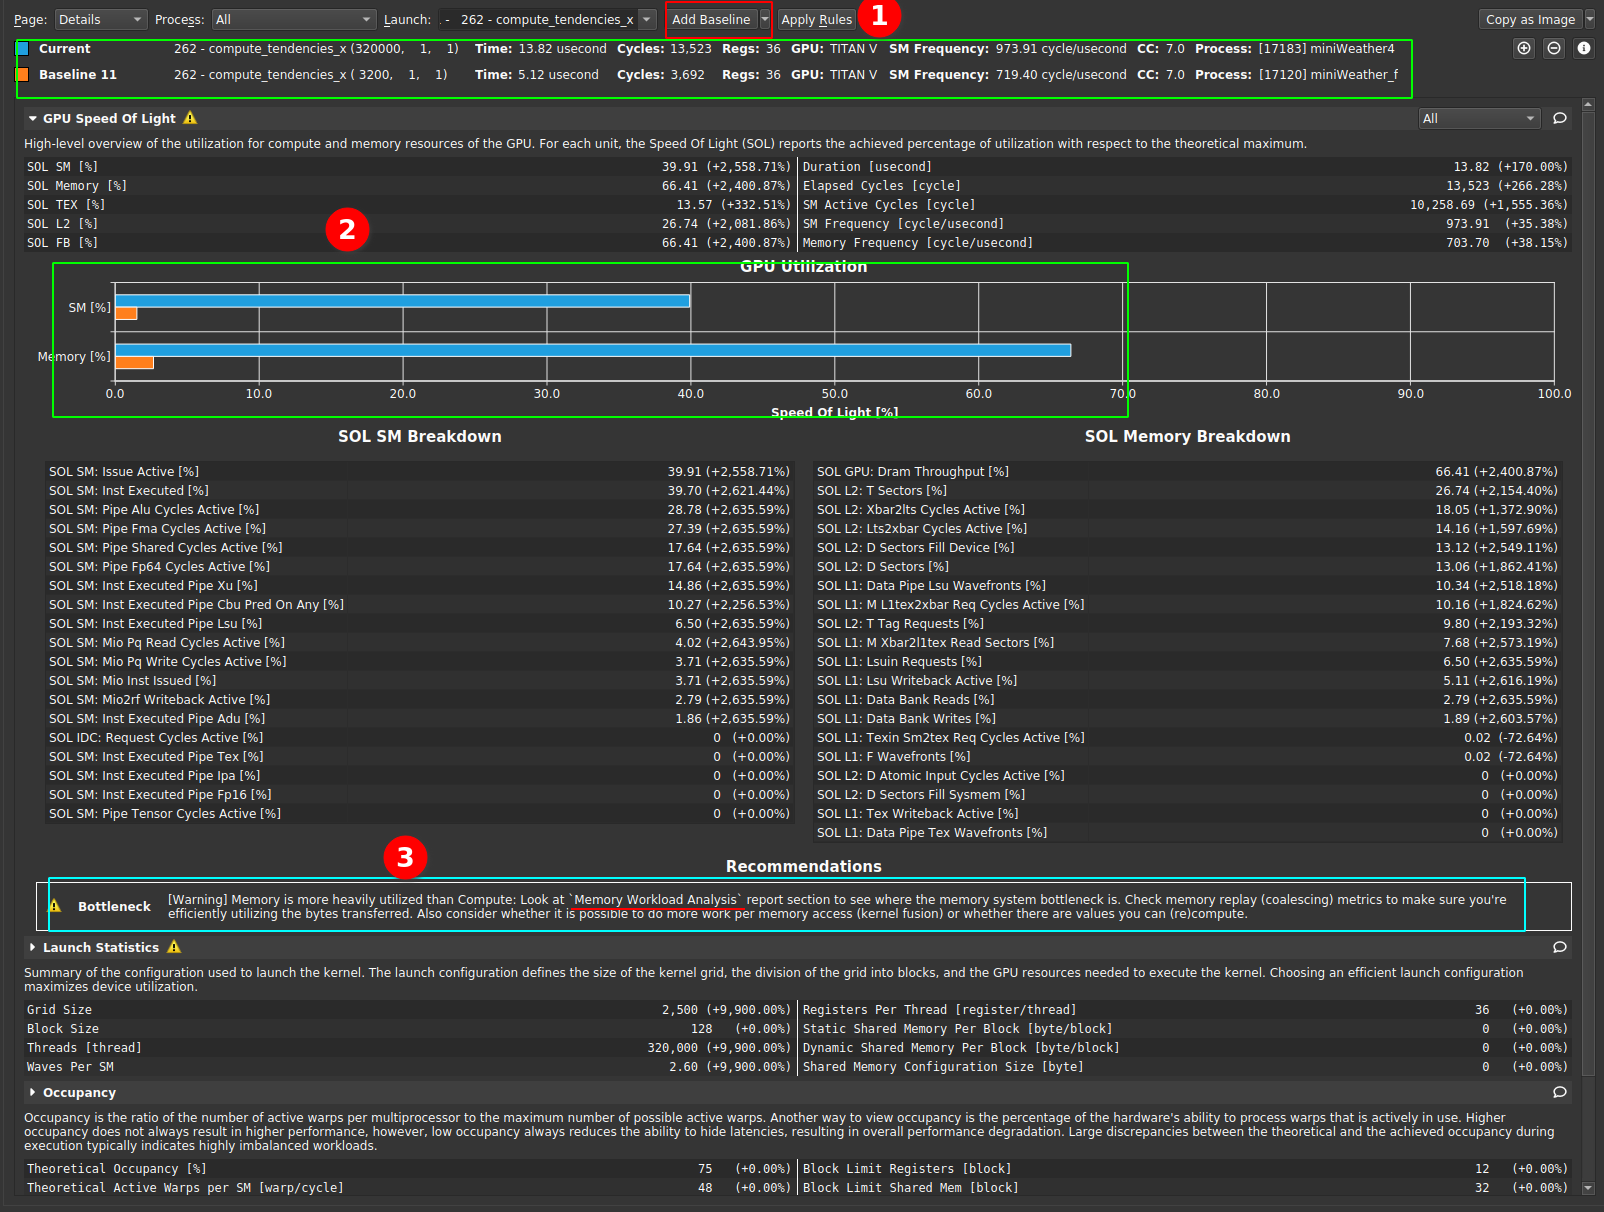 Page: Details Process: All Launch: - 262 - compute_tendencies_x Add Baseline Apply Rules 1 Copy as Image
Current 262 - compute_tendencies_x (320000, 1, 1) Time: 13.82 usecond Cycles: 13,523 Regs: 36 GPU: TITAN V SM Frequency: 973.91 cycle/usecond CC: 7.0 Process: [17183] miniWeather4
Baseline 11 262 - compute_tendencies_x ( 3200, 1, 1) Time: 5.12 usecond Cycles: 3,692 Regs: 36 GPU: TITAN V SM Frequency: 719.40 cycle/usecond CC: 7.0 Process: [17120] miniWeather_f
GPU Speed Of Light All
High-level overview of the utilization for compute and memory resources of the GPU. For each unit, the Speed Of Light (SOL) reports the achieved percentage of utilization with respect to the theoretical maximum.
SOL SM [%] 39.91 (+2,558.71%) Duration [usecond] 13.82 (+170.00%)
SOL Memory [%] 66.41 (+2,400.87%) Elapsed Cycles [cycle] 13,523 (+266.28%)
SOL TEX [%] 13.57 (+332.51%) SM Active Cycles [cycle] 10,258.69 (+1,555.36%)
SOL L2 [%] 26.74 (+2,081.86%) SM Frequency [cycle/usecond] 973.91 (+35.38%)
SOL FB [%] 66.41 (+2,400.87%) Memory Frequency [cycle/usecond] 703.70 (+38.15%)
2
GPU Utilization
SM [%]
Memory [%]
0.0 10.0 20.0 30.0 40.0 50.0 60.0 70.0 80.0 90.0 100.0
Speed Of Light [%]
SOL SM Breakdown
SOL SM: Issue Active [%] 39.91 (+2,558.71%)
SOL SM: Inst Executed [%] 39.70 (+2,621.44%)
SOL SM: Pipe Alu Cycles Active [%] 28.78 (+2,635.59%)
SOL SM: Pipe Fma Cycles Active [%] 27.39 (+2,635.59%)
SOL SM: Pipe Shared Cycles Active [%] 17.64 (+2,635.59%)
SOL SM: Pipe Fp64 Cycles Active [%] 17.64 (+2,635.59%)
SOL SM: Inst Executed Pipe Xu [%] 14.86 (+2,635.59%)
SOL SM: Inst Executed Pipe Cbu Pred On Any [%] 10.27 (+2,256.53%)
SOL SM: Inst Executed Pipe Lsu [%] 6.50 (+2,635.59%)
SOL SM: Mio Pq Read Cycles Active [%] 4.02 (+2,643.95%)
SOL SM: Mio Pq Write Cycles Active [%] 3.71 (+2,635.59%)
SOL SM: Mio Inst Issued [%] 3.71 (+2,635.59%)
SOL SM: Mio2rf Writeback Active [%] 2.79 (+2,635.59%)
SOL SM: Inst Executed Pipe Adu [%] 1.86 (+2,635.59%)
SOL IDC: Request Cycles Active [%] 0 (+0.00%)
SOL SM: Inst Executed Pipe Tex [%] 0 (+0.00%)
SOL SM: Inst Executed Pipe Ipa [%] 0 (+0.00%)
SOL SM: Inst Executed Pipe Fp16 [%] 0 (+0.00%)
SOL SM: Pipe Tensor Cycles Active [%] 0 (+0.00%)
SOL Memory Breakdown
SOL GPU: Dram Throughput [%] 66.41 (+2,400.87%)
SOL L2: T Sectors [%] 26.74 (+2,154.40%)
SOL L2: Xbar2lts Cycles Active [%] 18.05 (+1,372.90%)
SOL L2: Lts2xbar Cycles Active [%] 14.16 (+1,597.69%)
SOL L2: D Sectors Fill Device [%] 13.12 (+2,549.11%)
SOL L2: D Sectors [%] 13.06 (+1,862.41%)
SOL L1: Data Pipe Lsu Wavefronts [%] 10.34 (+2,518.18%)
SOL L1: M L1tex2xbar Req Cycles Active [%] 10.16 (+1,824.62%)
SOL L2: T Tag Requests [%] 9.80 (+2,193.32%)
SOL L1: M Xbar2l1tex Read Sectors [%] 7.68 (+2,573.19%)
SOL L1: Lsuin Requests [%] 6.50 (+2,635.59%)
SOL L1: Lsu Writeback Active [%] 5.11 (+2,616.19%)
SOL L1: Data Bank Reads [%] 2.79 (+2,635.59%)
SOL L1: Data Bank Writes [%] 1.89 (+2,603.57%)
SOL L1: Texin Sm2tex Req Cycles Active [%] 0.02 (-72.64%)
SOL L1: F Wavefronts [%] 0.02 (-72.64%)
SOL L2: D Atomic Input Cycles Active [%] 0 (+0.00%)
SOL L2: D Sectors Fill Sysmem [%] 0 (+0.00%)
SOL L1: Tex Writeback Active [%] 0 (+0.00%)
SOL L1: Data Pipe Tex Wavefronts [%] 0 (+0.00%)
3
Recommendations
Bottleneck
[Warning] Memory is more heavily utilized than Compute: Look at `Memory Workload Analysis` report section to see where the memory system bottleneck is. Check memory replay (coalescing) metrics to make sure you're
efficiently utilizing the bytes transferred. Also consider whether it is possible to do more work per memory access (kernel fusion) or whether there are values you can (re)compute.
Launch Statistics
Summary of the configuration used to launch the kernel. The launch configuration defines the size of the kernel grid, the division of the grid into blocks, and the GPU resources needed to execute the kernel. Choosing an efficient launch configuration
maximizes device utilization.
Grid Size 2,500 (+9,900.00%) Registers Per Thread [register/thread] 36 (+0.00%)
Block Size 128 (+0.00%) Static Shared Memory Per Block [byte/block] 0 (+0.00%)
Threads [thread] 320,000 (+9,900.00%) Dynamic Shared Memory Per Block [byte/block] 0 (+0.00%)
Waves Per SM 2.60 (+9,900.00%) Shared Memory Configuration Size [byte] 0 (+0.00%)
Occupancy
Occupancy is the ratio of the number of active warps per multiprocessor to the maximum number of possible active warps. Another way to view occupancy is the percentage of the hardware's ability to process warps that is actively in use. Higher
occupancy does not always result in higher performance, however, low occupancy always reduces the ability to hide latencies, resulting in overall performance degradation. Large discrepancies between the theoretical and the achieved occupancy during
execution typically indicates highly imbalanced workloads.
Theoretical Occupancy [%] 75 (+0.00%) Block Limit Registers [block] 12 (+0.00%)
Theoretical Active Warps per SM [warp/cycle] 48 (+0.00%) Block Limit Shared Mem [block] 32 (+0.00%)